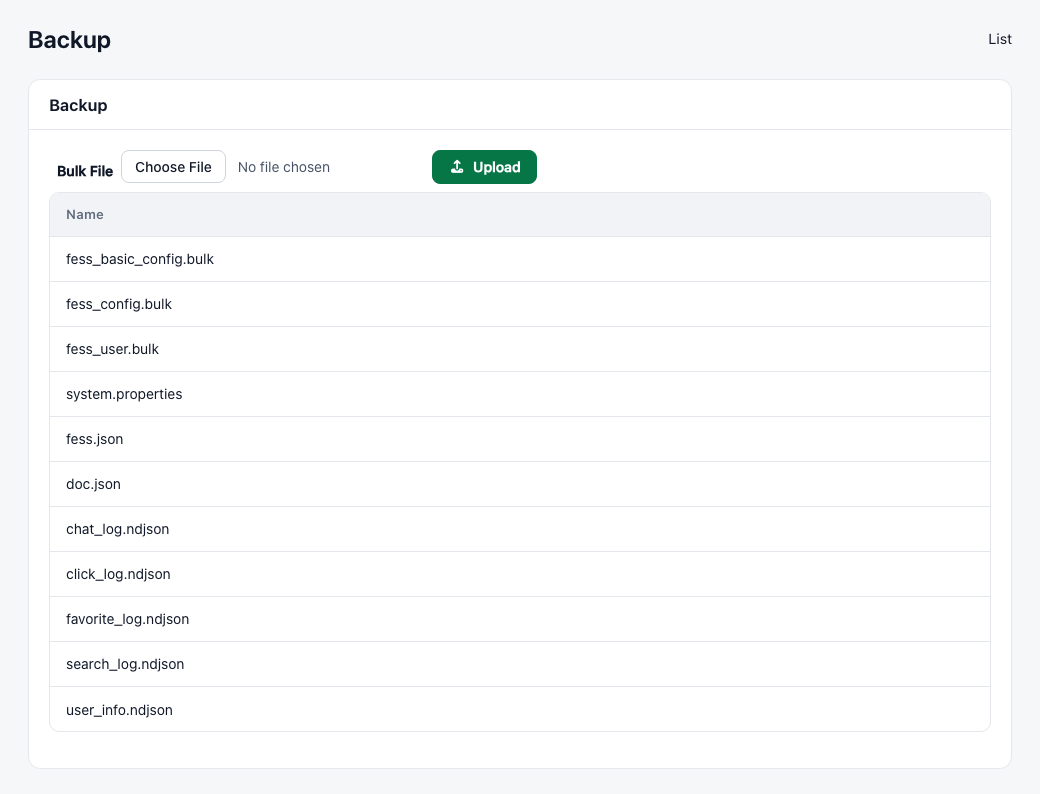 Backup
List
Backup
Bulk File Choose File No file chosen Upload
Name
fess_basic_config.bulk
fess_config.bulk
fess_user.bulk
system.properties
fess.json
doc.json
chat_log.ndjson
click_log.ndjson
favorite_log.ndjson
search_log.ndjson
user_info.ndjson